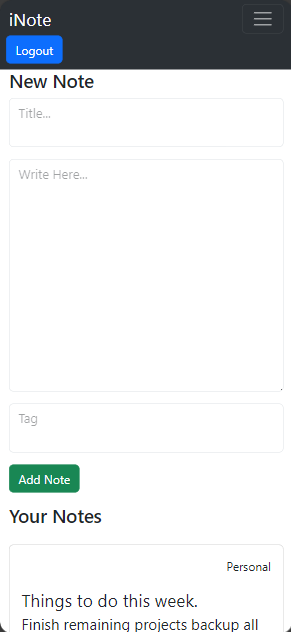 iNote
Logout
New Note
Title...
Write Here...
Tag
Add Note
Your Notes
Personal
Things to do this week.
Finish remaining projects backup all